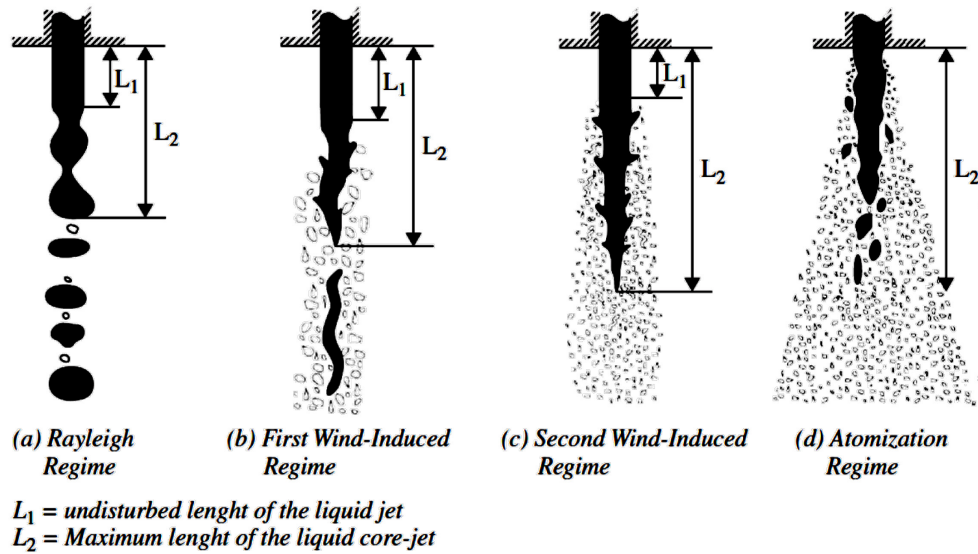 L₁
L₂
L₁
L₂
L₁
L₂
L₂
(a) Rayleigh
Regime
(b) First Wind-Induced
Regime
(c) Second Wind-Induced
Regime
(d) Atomization
Regime
L₁ = undisturbed lenght of the liquid jet
L₂ = Maximum lenght of the liquid core-jet